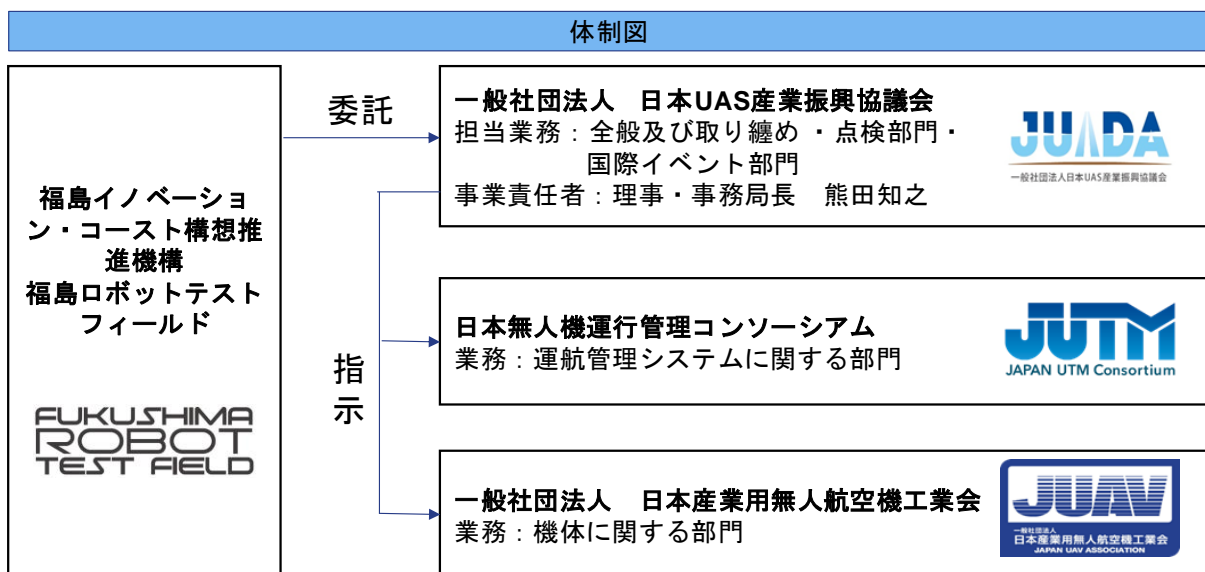 体制図
福島イノベーショ
ン・コースト構想推
進機構
福島ロボットテスト
フィールド
FUKUSHIMA
ROBOT
TEST FIELD
委託
指
示
一般社団法人　日本UAS産業振興協議会
担当業務：全般及び取り纏め ・点検部門・
国際イベント部門
事業責任者：理事・事務局長　熊田知之
JUIDA
一般社団法人日本UAS産業振興協議会
日本無人機運行管理コンソーシアム
業務：運航管理システムに関する部門
JUTM
JAPAN UTM Consortium
一般社団法人　日本産業用無人航空機工業会
業務：機体に関する部門
JUAV
一般社団法人
日本産業用無人航空機工業会
JAPAN UAV ASSOCIATION